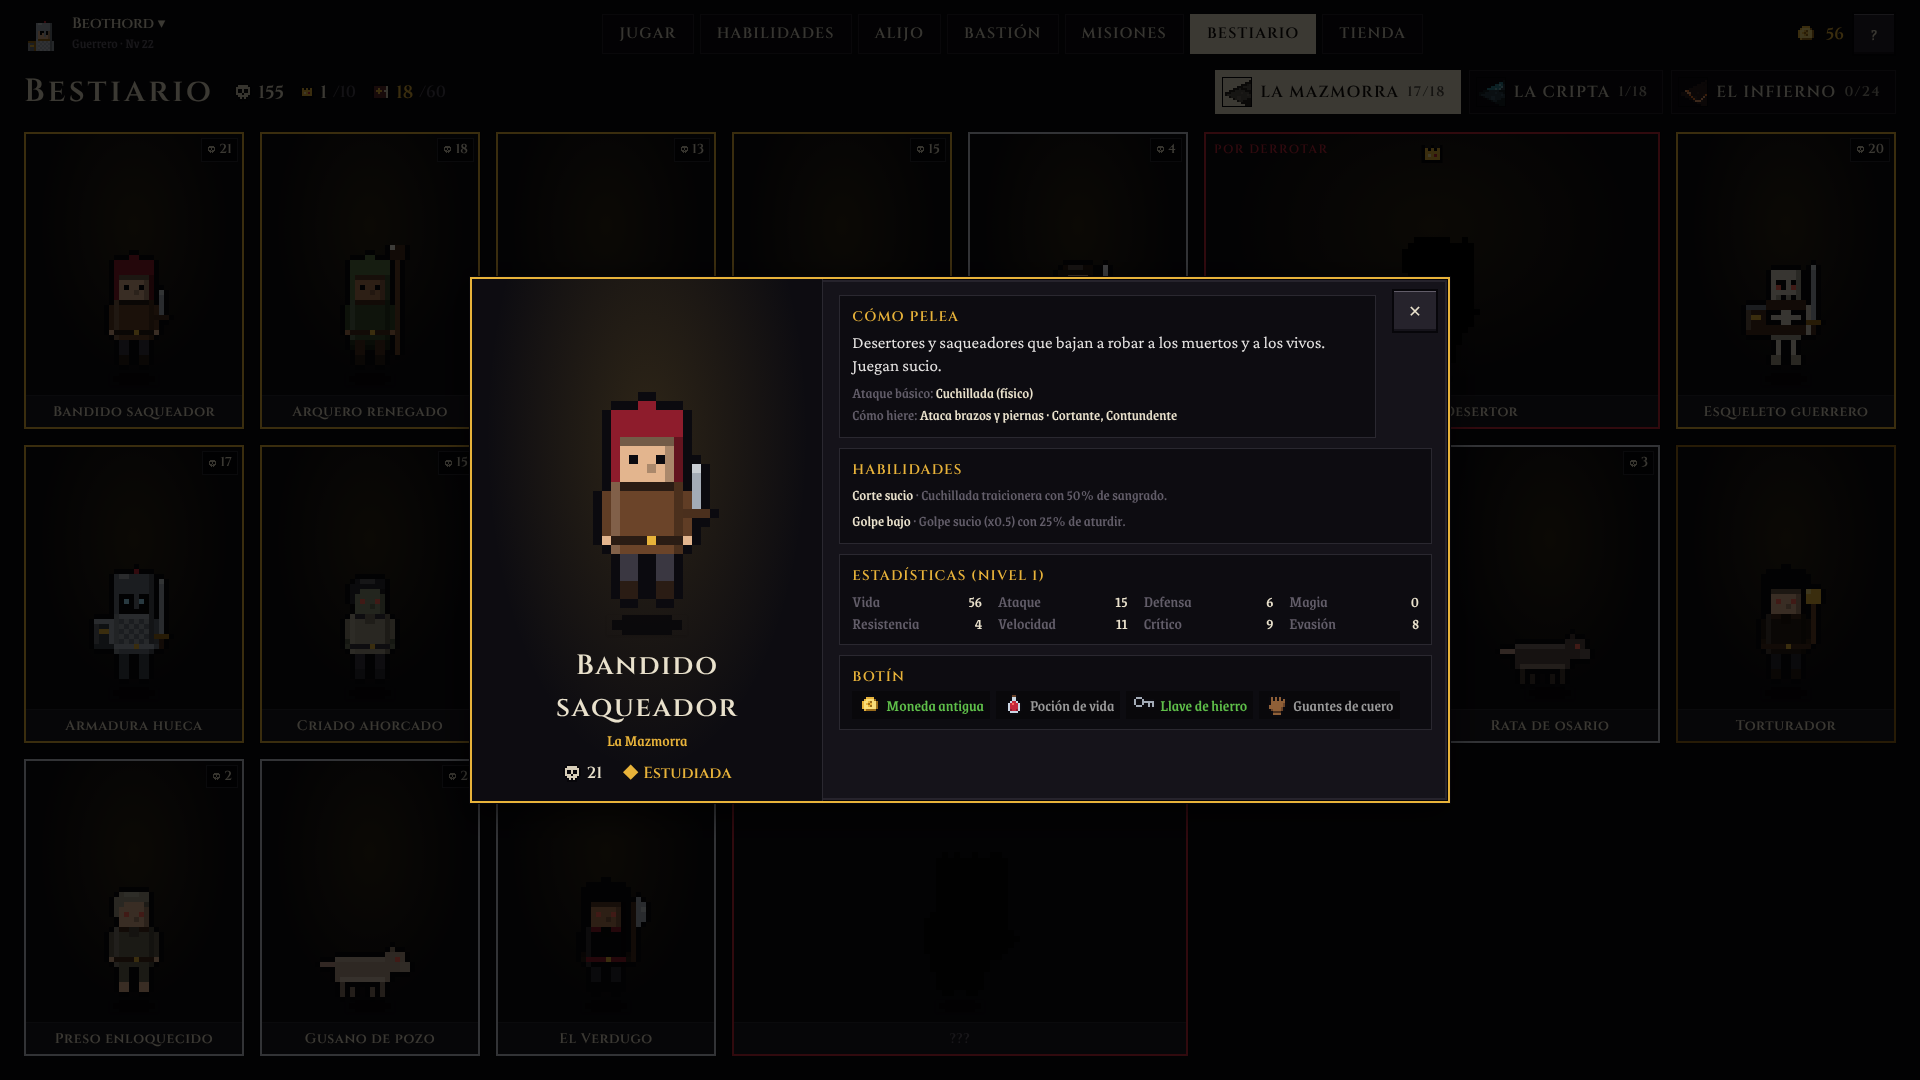 Beothord ▾
Guerrero · Nv 22
JUGAR
HABILIDADES
ALIJO
BASTIÓN
MISIONES
BESTIARIO
TIENDA
56
?
Bestiario
155
1 /10
18 /60
LA MAZMORRA 17/18
LA CRIPTA 1/18
EL INFIERNO 0/24
21
18
13
15
4
POR DERROTAR
20
Bandido saqueador
Arquero renegado
desertor
Esqueleto guerrero
17
15
3
Armadura hueca
Criado ahorcado
Rata de osario
Torturador
2
2
Preso enloquecido
Gusano de pozo
El Verdugo
???
Bandido
saqueador
La Mazmorra
21
Estudiada
CÓMO PELEA
✕
Desertores y saqueadores que bajan a robar a los muertos y a los vivos.
Juegan sucio.
Ataque básico: Cuchillada (físico)
Cómo hiere: Ataca brazos y piernas · Cortante, Contundente
HABILIDADES
Corte sucio · Cuchillada traicionera con 50% de sangrado.
Golpe bajo · Golpe sucio (x0.5) con 25% de aturdir.
ESTADÍSTICAS (NIVEL 1)
Vida 56 Ataque 15 Defensa 6 Magia 0
Resistencia 4 Velocidad 11 Crítico 9 Evasión 8
BOTÍN
Moneda antigua
Poción de vida
Llave de hierro
Guantes de cuero